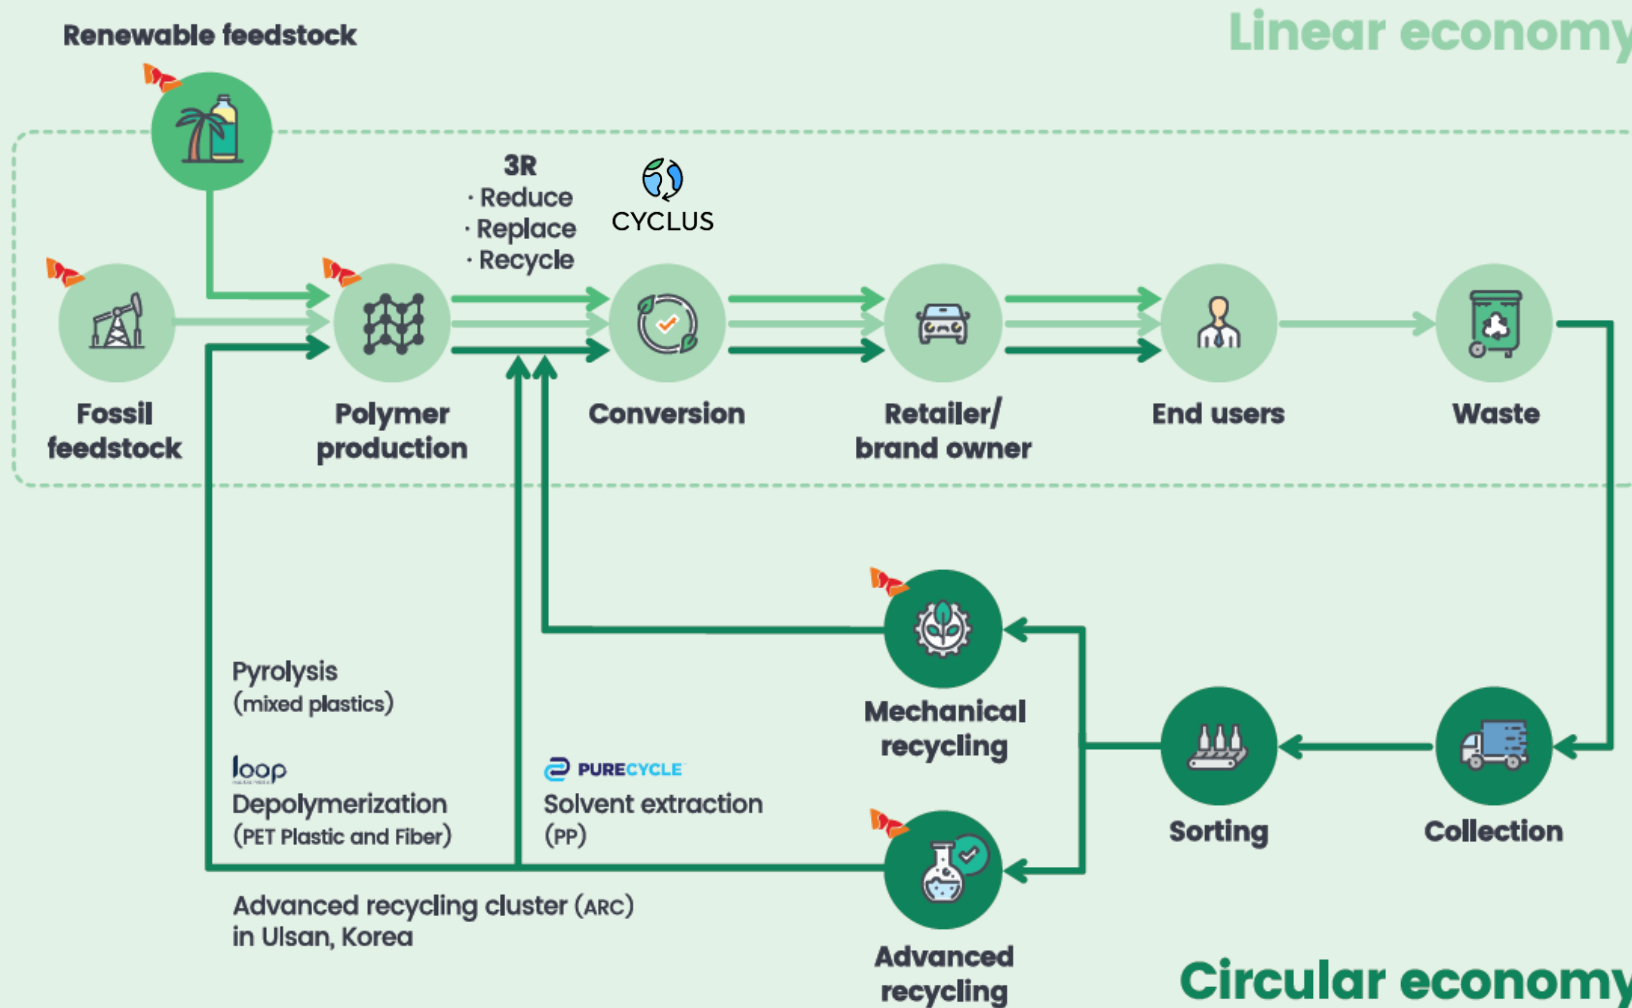 Renewable feedstock
Linear economy
3R
· Reduce
· Replace
· Recycle
CYCLUS
Fossil
feedstock
Polymer
production
Conversion
Retailer/
brand owner
End users
Waste
Pyrolysis
(mixed plastics)
loop
Depolymerization
(PET Plastic and Fiber)
PURECYCLE
Solvent extraction
(PP)
Mechanical
recycling
Sorting
Collection
Advanced recycling cluster (ARC)
in Ulsan, Korea
Advanced
recycling
Circular economy